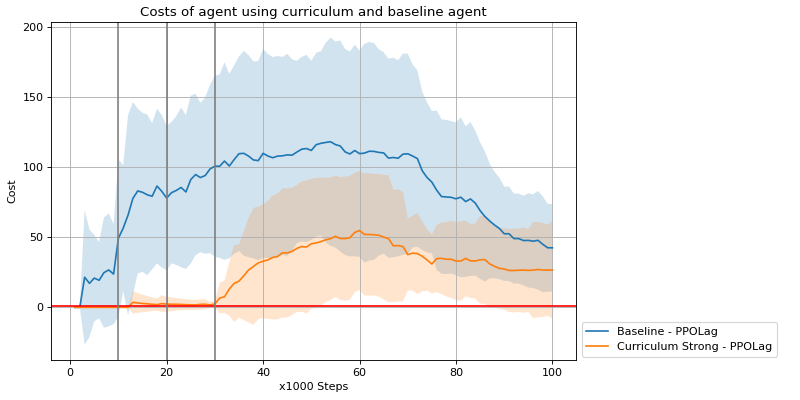 Costs of agent using curriculum and baseline agent
200
150
100
50
0
Cost
0 20 40 60 80 100
x1000 Steps
Baseline - PPOLag
Curriculum Strong - PPOLag